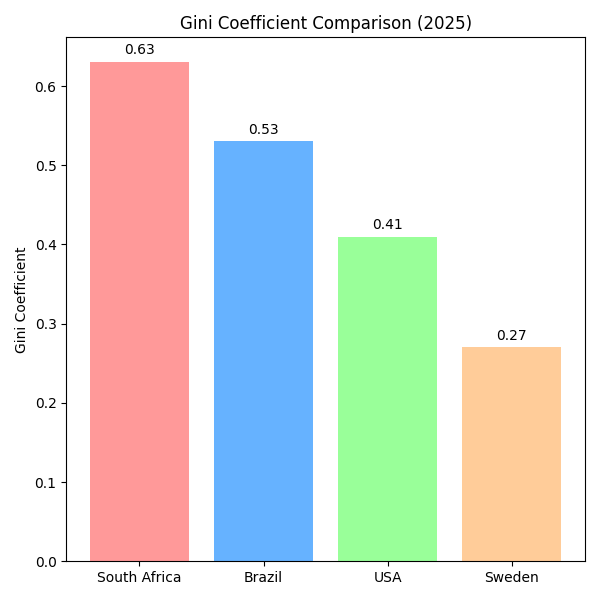 Gini Coefficient Comparison (2025)
0.63
0.53
0.41
0.27
Gini Coefficient
0.6
0.5
0.4
0.3
0.2
0.1
0.0
South Africa
Brazil
USA
Sweden